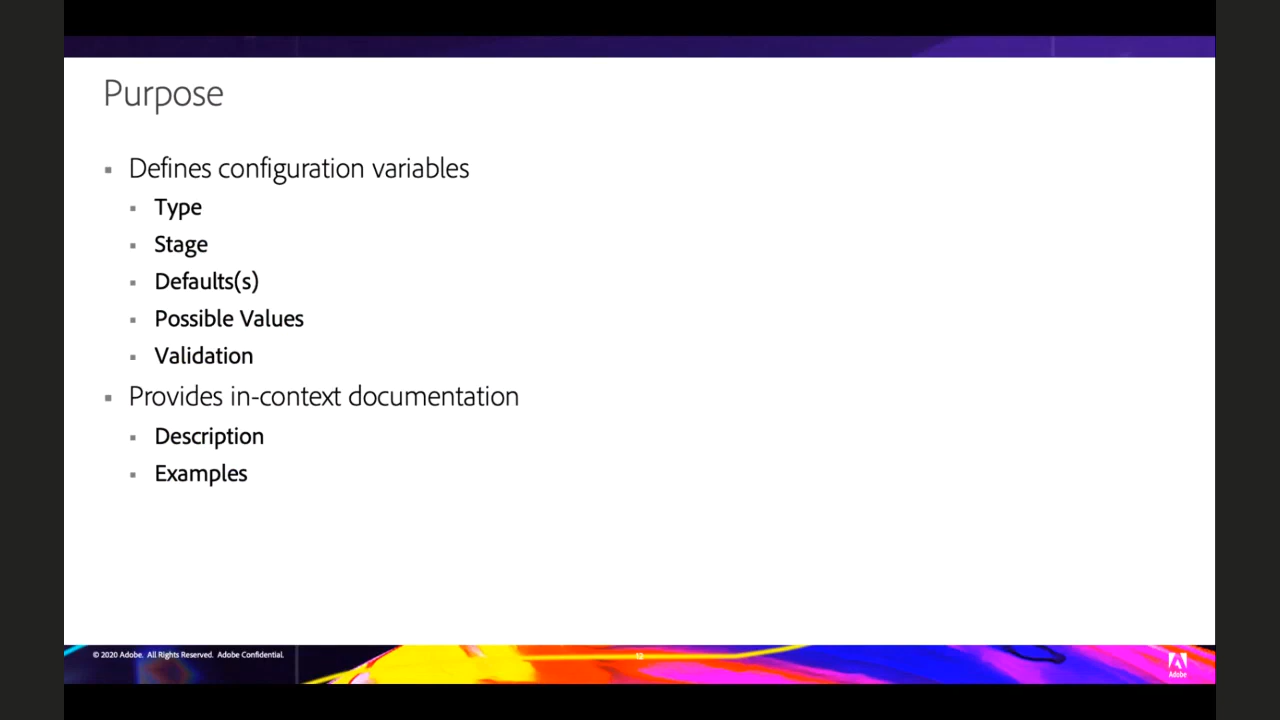 Purpose
Defines configuration variables
Type
Stage
Defaults(s)
Possible Values
Validation
Provides in-context documentation
Description
Examples
© 2020 Adobe. All Rights Reserved. Adobe Confidential.
12
Adobe